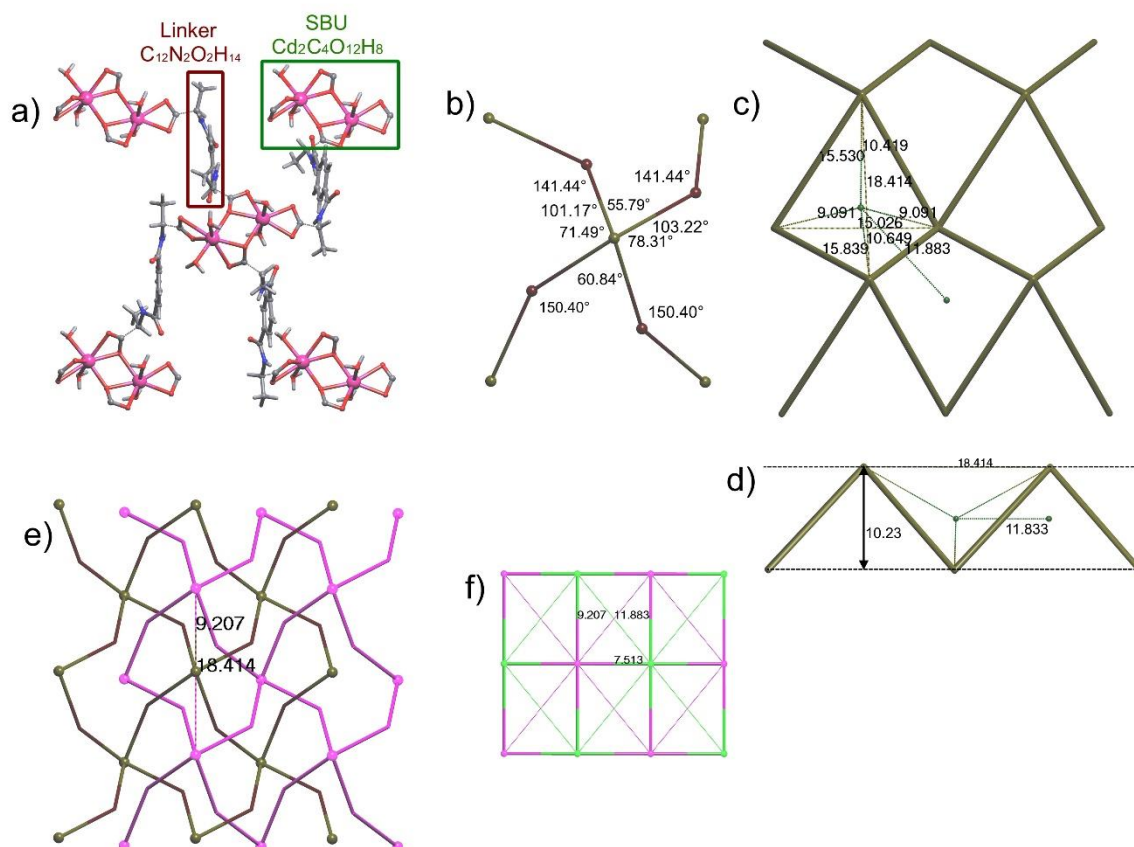 Linker
C₁₂N₂O₂H₁₄
SBU
Cd₂C₄O₁₂H₈
a)
b)
141.44°
141.44°
55.79°
101.17°
103.22°
71.49°
78.31°
60.84°
150.40°
150.40°
c)
10.419
15.530
18.414
9.091
9.091
15.026
10.649
15.839
11.883
d)
18.414
10.23
11.833
e)
9.207
18.414
f)
9.207
11.883
7.513